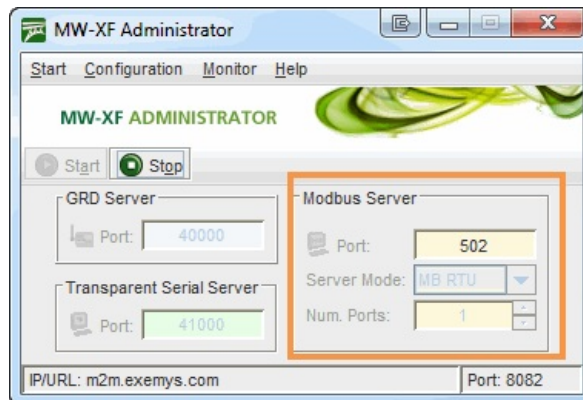 MW-XF Administrator
Start Configuration Monitor Help
MW-XF ADMINISTRATOR
Start Stop
GRD Server
Port: 40000
Transparent Serial Server
Port: 41000
Modbus Server
Port: 502
Server Mode: MB RTU
Num. Ports: 1
IP/URL: m2m.exemys.com Port: 8082